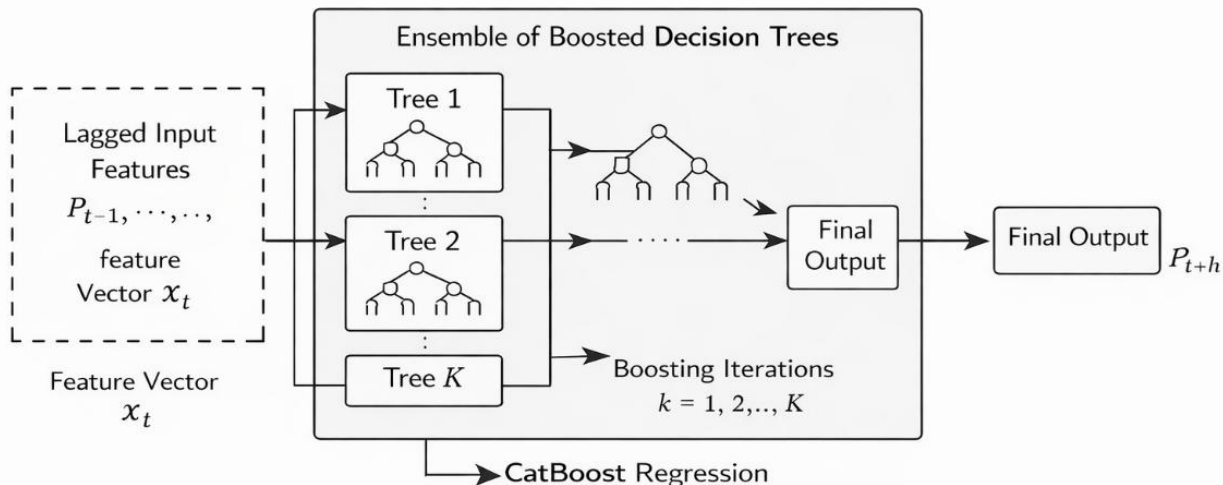 Ensemble of Boosted Decision Trees
Lagged Input
Features
P_{t−1}, ⋯, ‥,
feature
Vector x_t
Feature Vector
x_t
Tree 1
⋮
Tree 2
⋮
Tree K
‥‥
Boosting Iterations
k = 1, 2,.., K
Final
Output
Final Output
P_{t+h}
CatBoost Regression